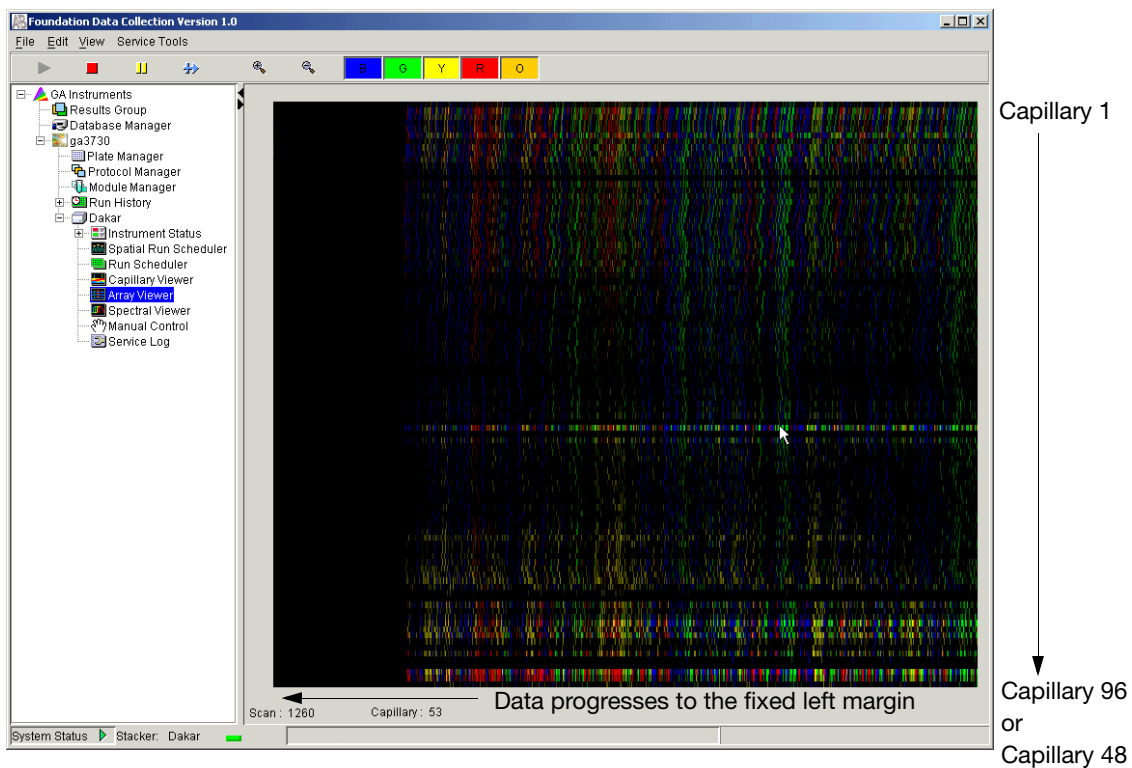 Foundation Data Collection Version 1.0
File Edit View Service Tools
B G Y R O
GA Instruments
Results Group
Database Manager
ga3730
Plate Manager
Protocol Manager
Module Manager
Run History
Dakar
Instrument Status
Spatial Run Scheduler
Run Scheduler
Capillary Viewer
Array Viewer
Spectral Viewer
Manual Control
Service Log
Capillary 1
Data progresses to the fixed left margin
Scan : 1260 Capillary : 53
Capillary 96
or
Capillary 48
System Status Stacker: Dakar